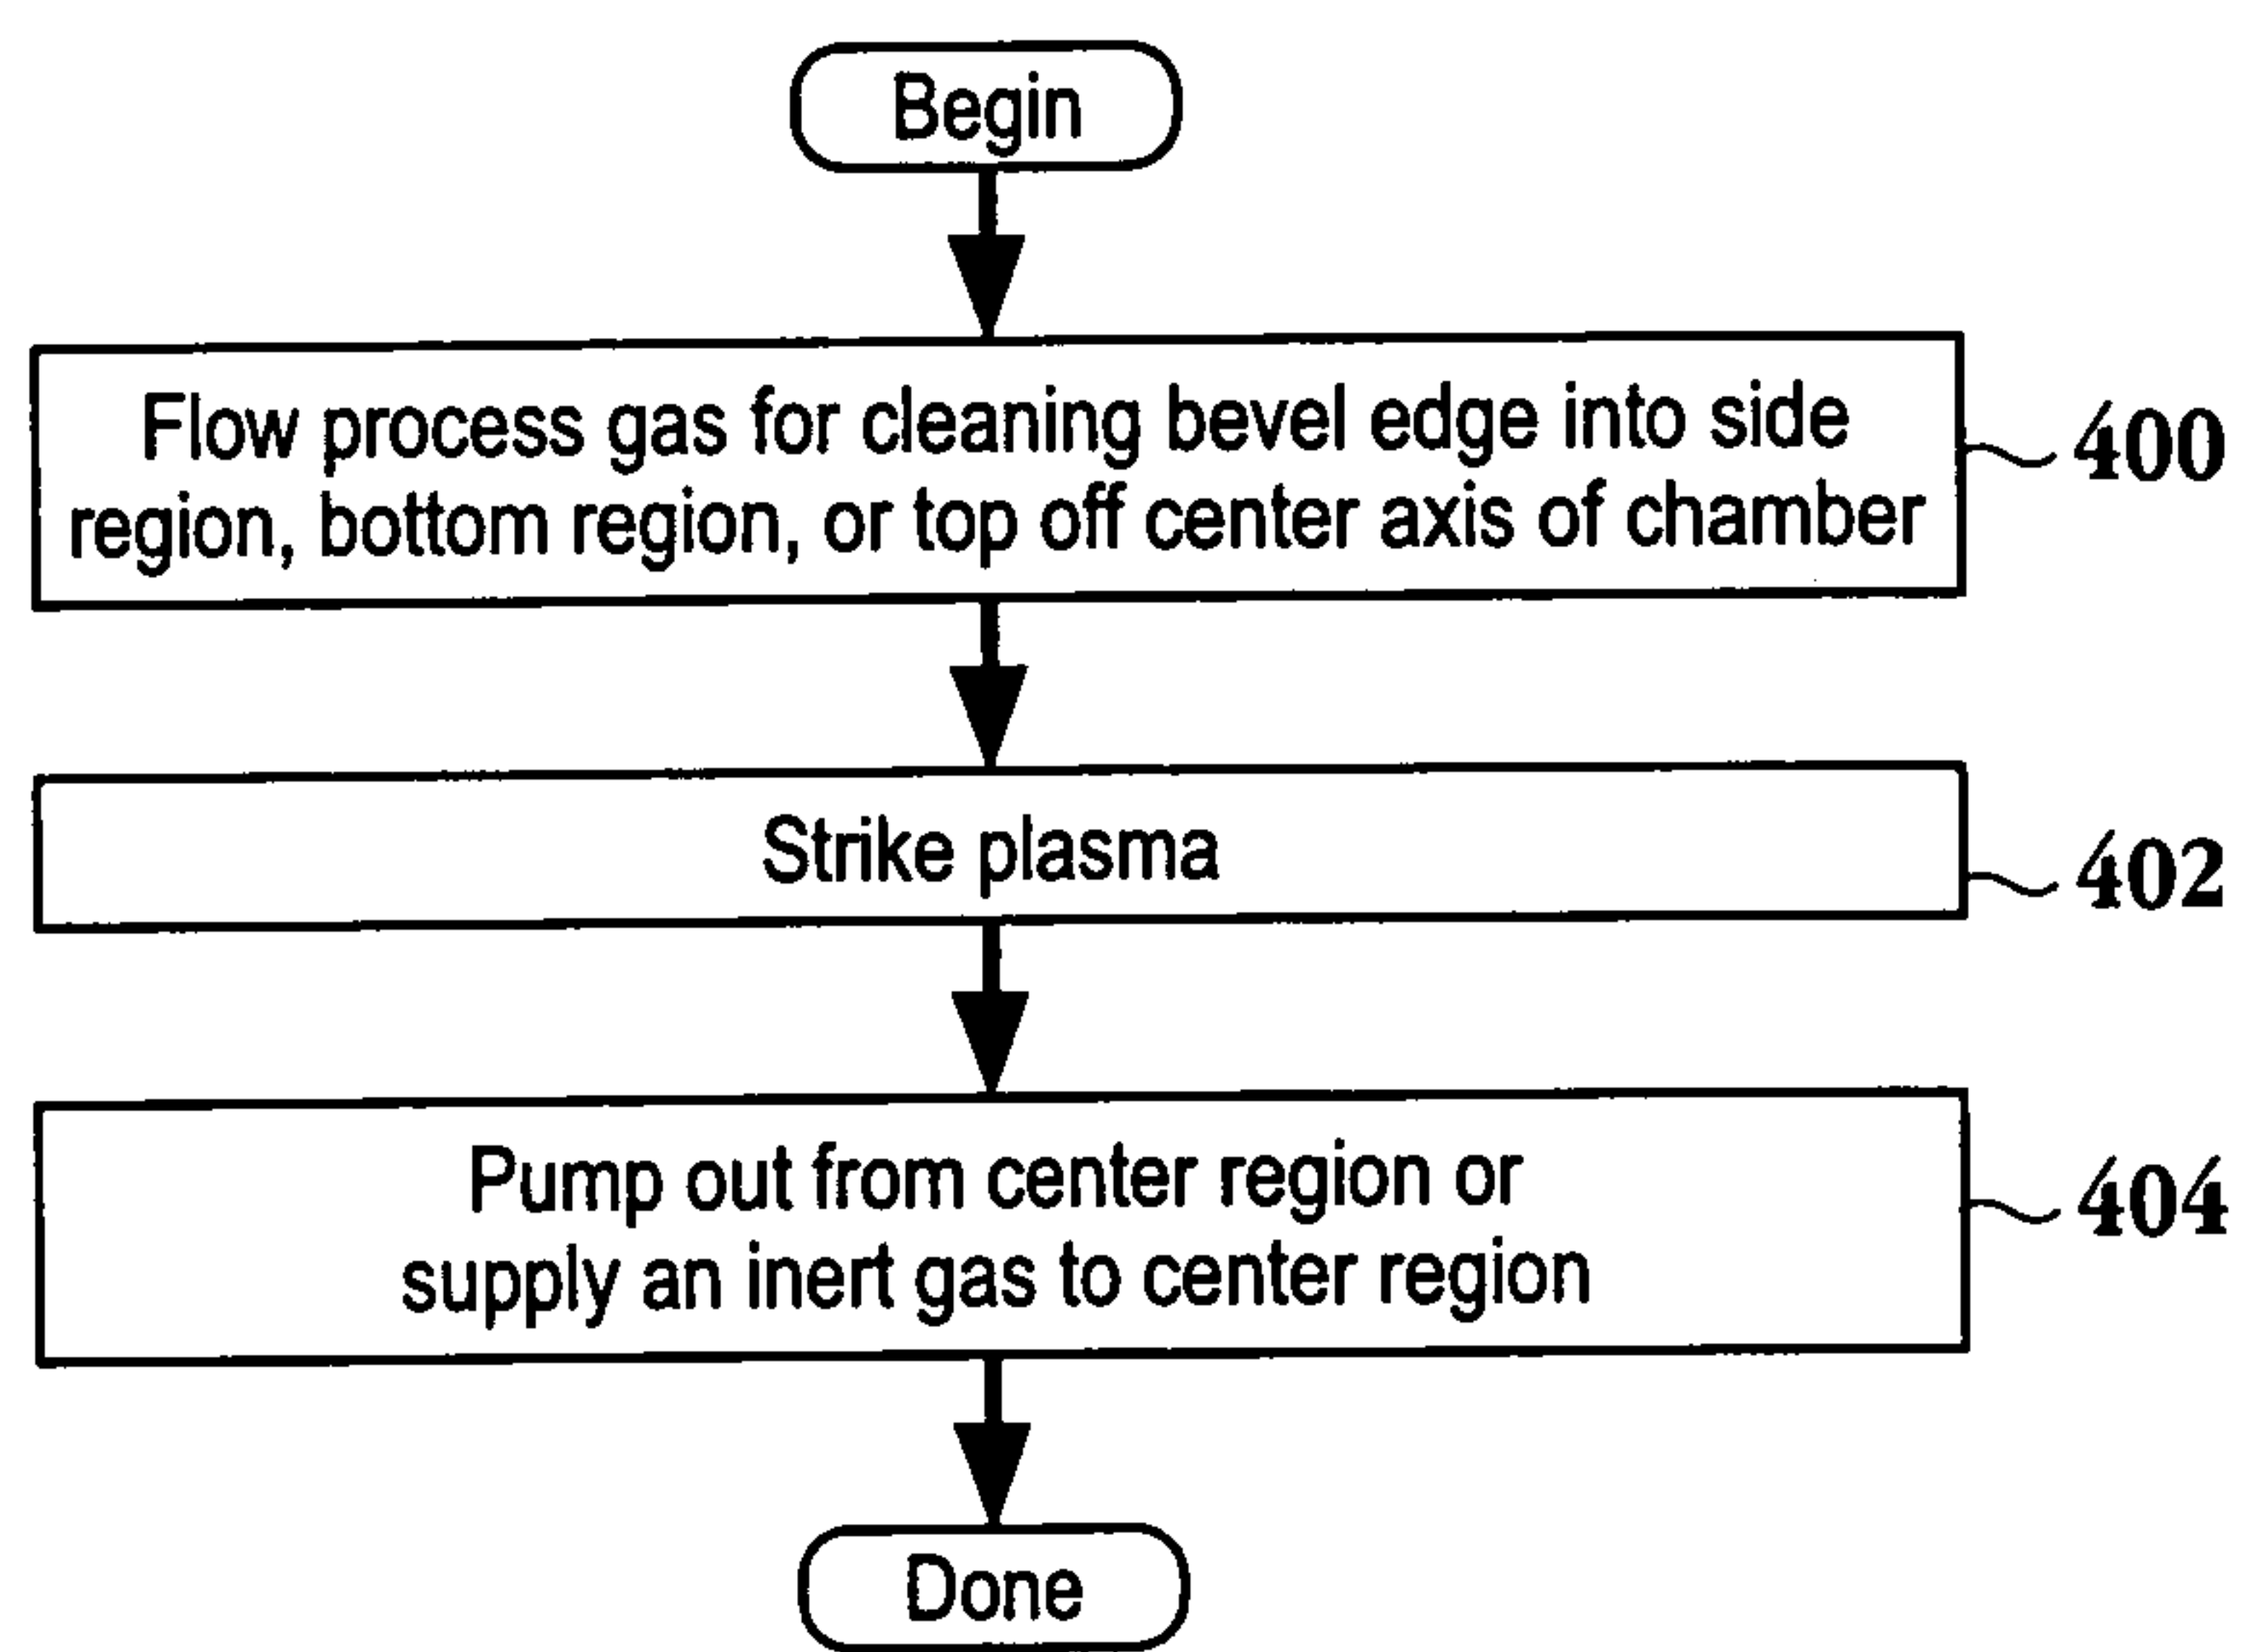 Begin
Flow process gas for cleaning bevel edge into side
region, bottom region, or top off center axis of chamber
400
Strike plasma
402
Pump out from center region or
supply an inert gas to center region
404
Done